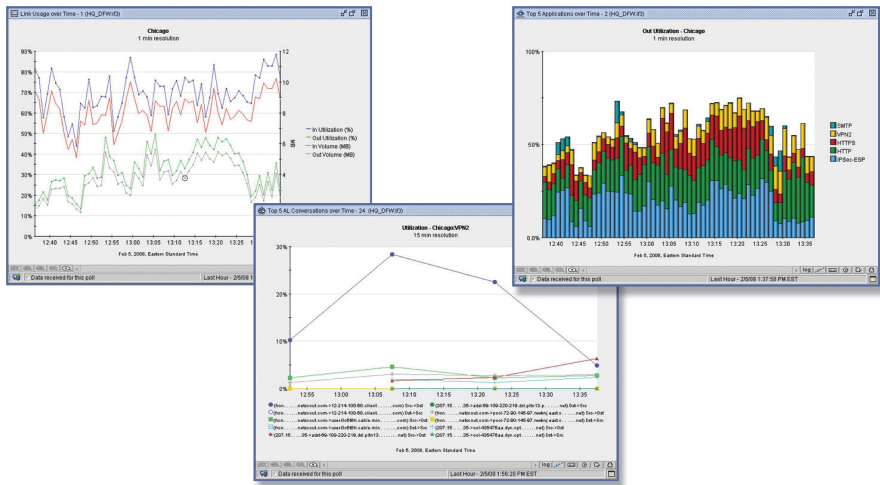 Link Usage over Time - 1 (HQ_DFW:if3)
Chicago
1 min resolution
90%
80%
70%
60%
50%
40%
30%
20%
10%
0%
12
10
8
6
4
MB
In Utilization (%)
Out Utilization (%)
In Volume (MB)
Out Volume (MB)
12:40 12:45 12:50 12:55 13:00 13:05 13:10 13:15 13:20 13:25
Feb 5, 2008, Eastern Standard Time
Data received for this poll
Last Hour - 2/5/08 1
Top 5 Applications over Time - 2 (HQ_DFW:if3)
Out Utilization - Chicago
1 min resolution
100%
50%
0.0%
SMTP
VPN2
HTTPS
HTTP
IPSec-ESP
12:40 12:45 12:50 12:55 13:00 13:05 13:10 13:15 13:20 13:25 13:30 13:35
Feb 5, 2008, Eastern Standard Time
log
Data received for this poll
Last Hour - 2/5/08 1:37:58 PM EST
Top 5 AL Conversations over Time - 24 (HQ_DFW:if3)
Utilization - Chicago:VPN2
15 min resolution
30%
20%
10%
0%
12:55 13:00 13:05 13:10 13:15 13:20 13:25 13:30 13:35
Feb 5, 2008, Eastern Standard Time
log
Data received for this poll
Last Hour - 2/5/08 1:56:20 PM EST